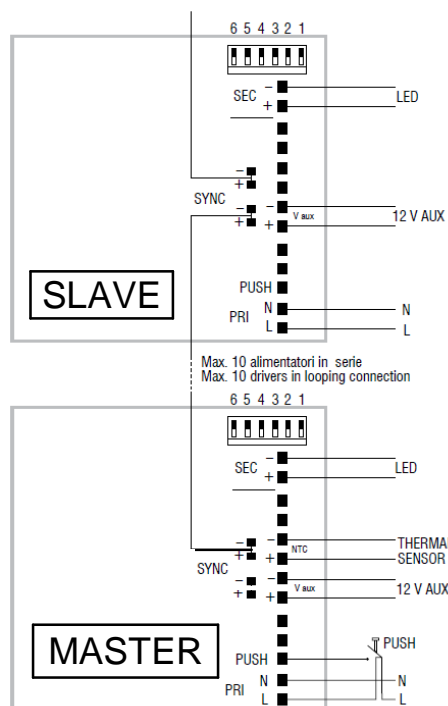 6 5 4 3 2 1
SEC - LED
+
- 
+
SYNC
- - V aux 12 V AUX
+ +
SLAVE
PUSH
N N
PRI
L L
Max. 10 alimentatori in serie
Max. 10 drivers in looping connection
6 5 4 3 2 1
- LED
SEC
+
- - NTC THERMAL
+ + SENSOR
SYNC
- - V aux 12 V AUX
+ +
MASTER
PUSH
PUSH
N N
PRI
L L